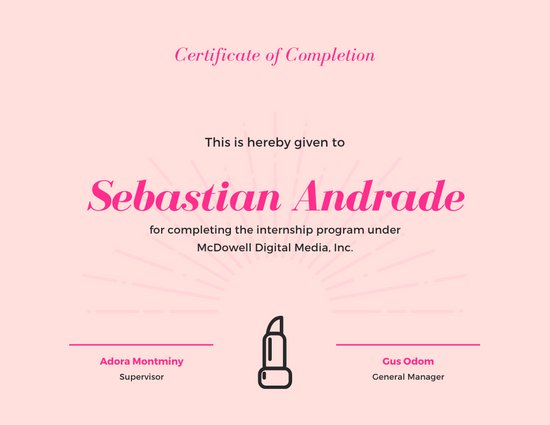 Certificate of Completion
This is hereby given to
Sebastian Andrade
for completing the internship program under
McDowell Digital Media, Inc.
Adora Montminy
Supervisor
Gus Odom
General Manager